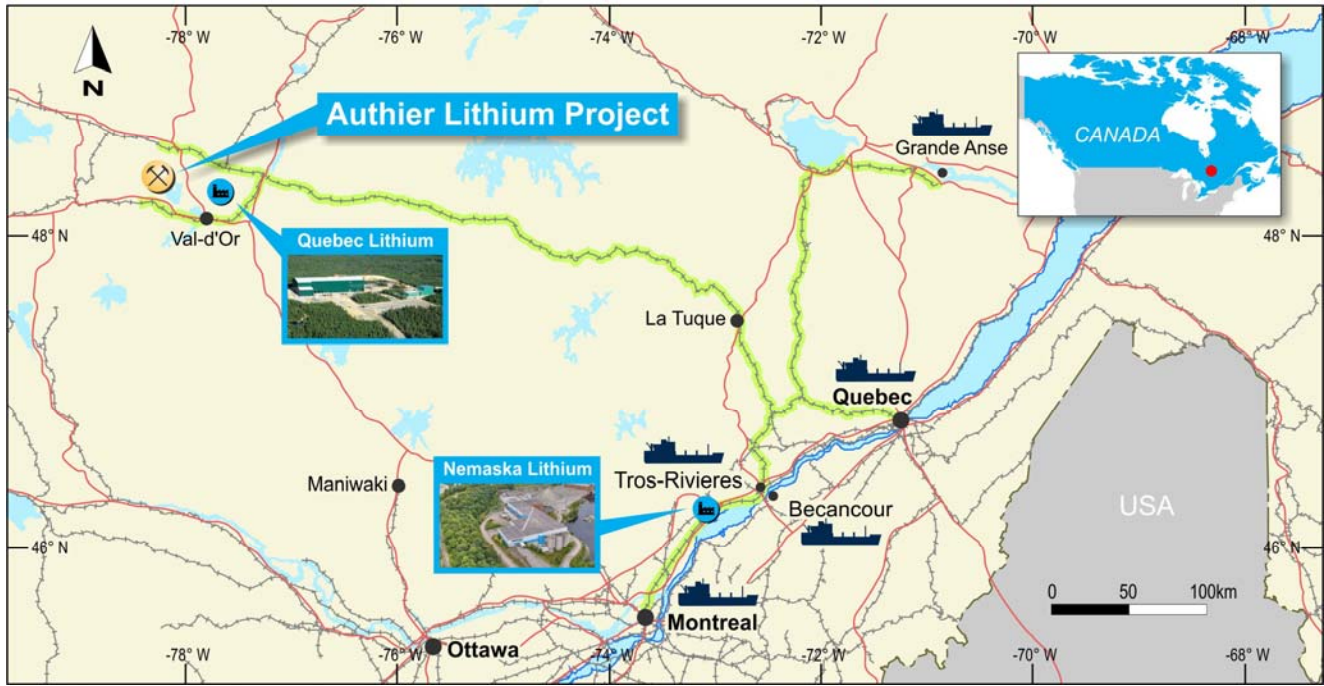 -78° W
-76° W
-74° W
-72° W
-70° W
-68° W
N
Authier Lithium Project
Grande Anse
CANADA
Val-d'Or
48° N
48° N
Quebec Lithium
La Tuque
Quebec
Nemaska Lithium
Tros-Rivieres
Maniwaki
Becancour
USA
46° N
46° N
0 50 100km
Montreal
Ottawa
-78° W
-76° W
-74° W
-72° W
-70° W
-68° W